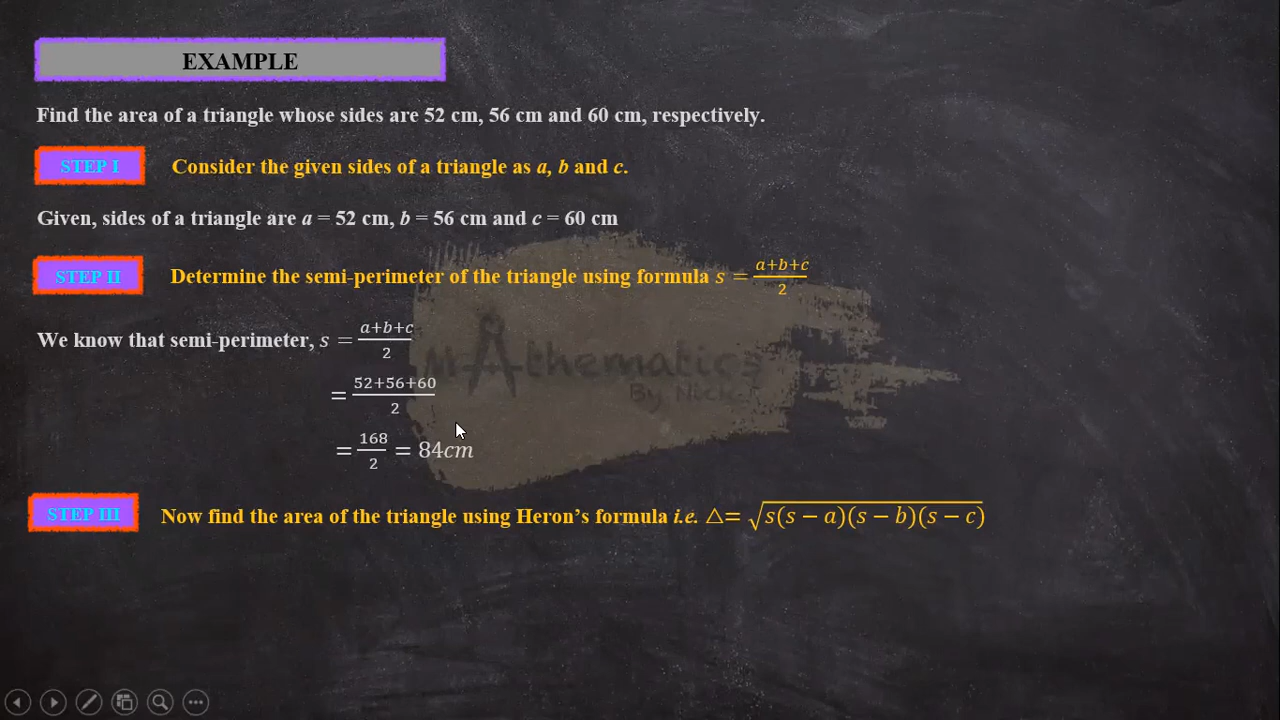 EXAMPLE
Find the area of a triangle whose sides are 52 cm, 56 cm and 60 cm, respectively.
STEP I Consider the given sides of a triangle as a, b and c.
Given, sides of a triangle are a = 52 cm, b = 56 cm and c = 60 cm
STEP II Determine the semi-perimeter of the triangle using formula s = (a+b+c)/2
We know that semi-perimeter, s = (a+b+c)/2
= (52+56+60)/2
Mathematics
By Nick
= 168/2 = 84cm
STEP III Now find the area of the triangle using Heron’s formula i.e. △= √s(s − a)(s − b)(s − c)